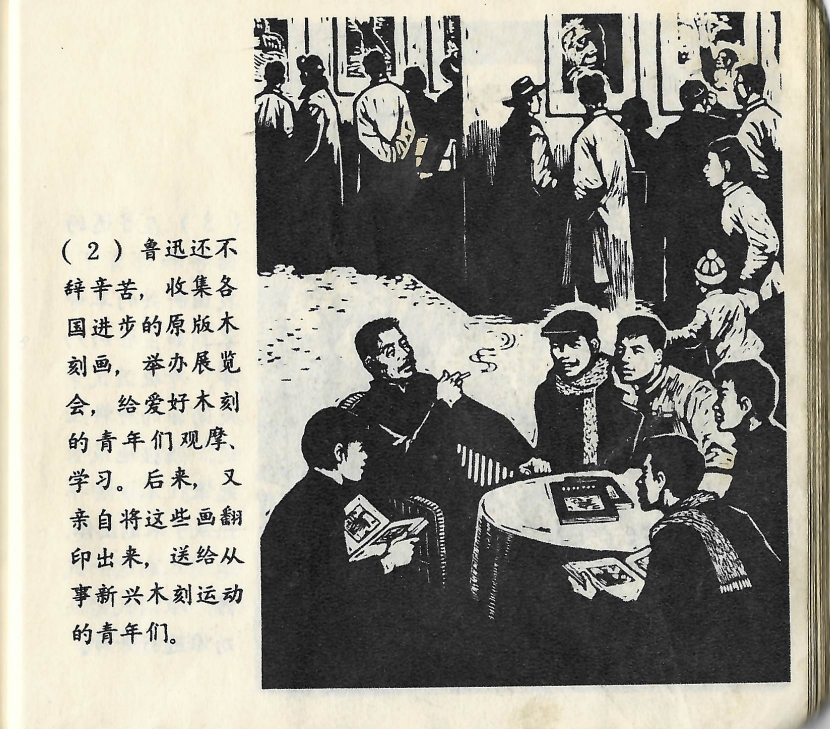 (2)鲁迅还不
辞辛苦，收集各
国进步的原版木
刻画，举办展览
会，给爱好木刻
的青年们观摩、
学习。后来，又
亲自将这些画翻
印出来，送给从
事新兴木刻运动
的青年们。